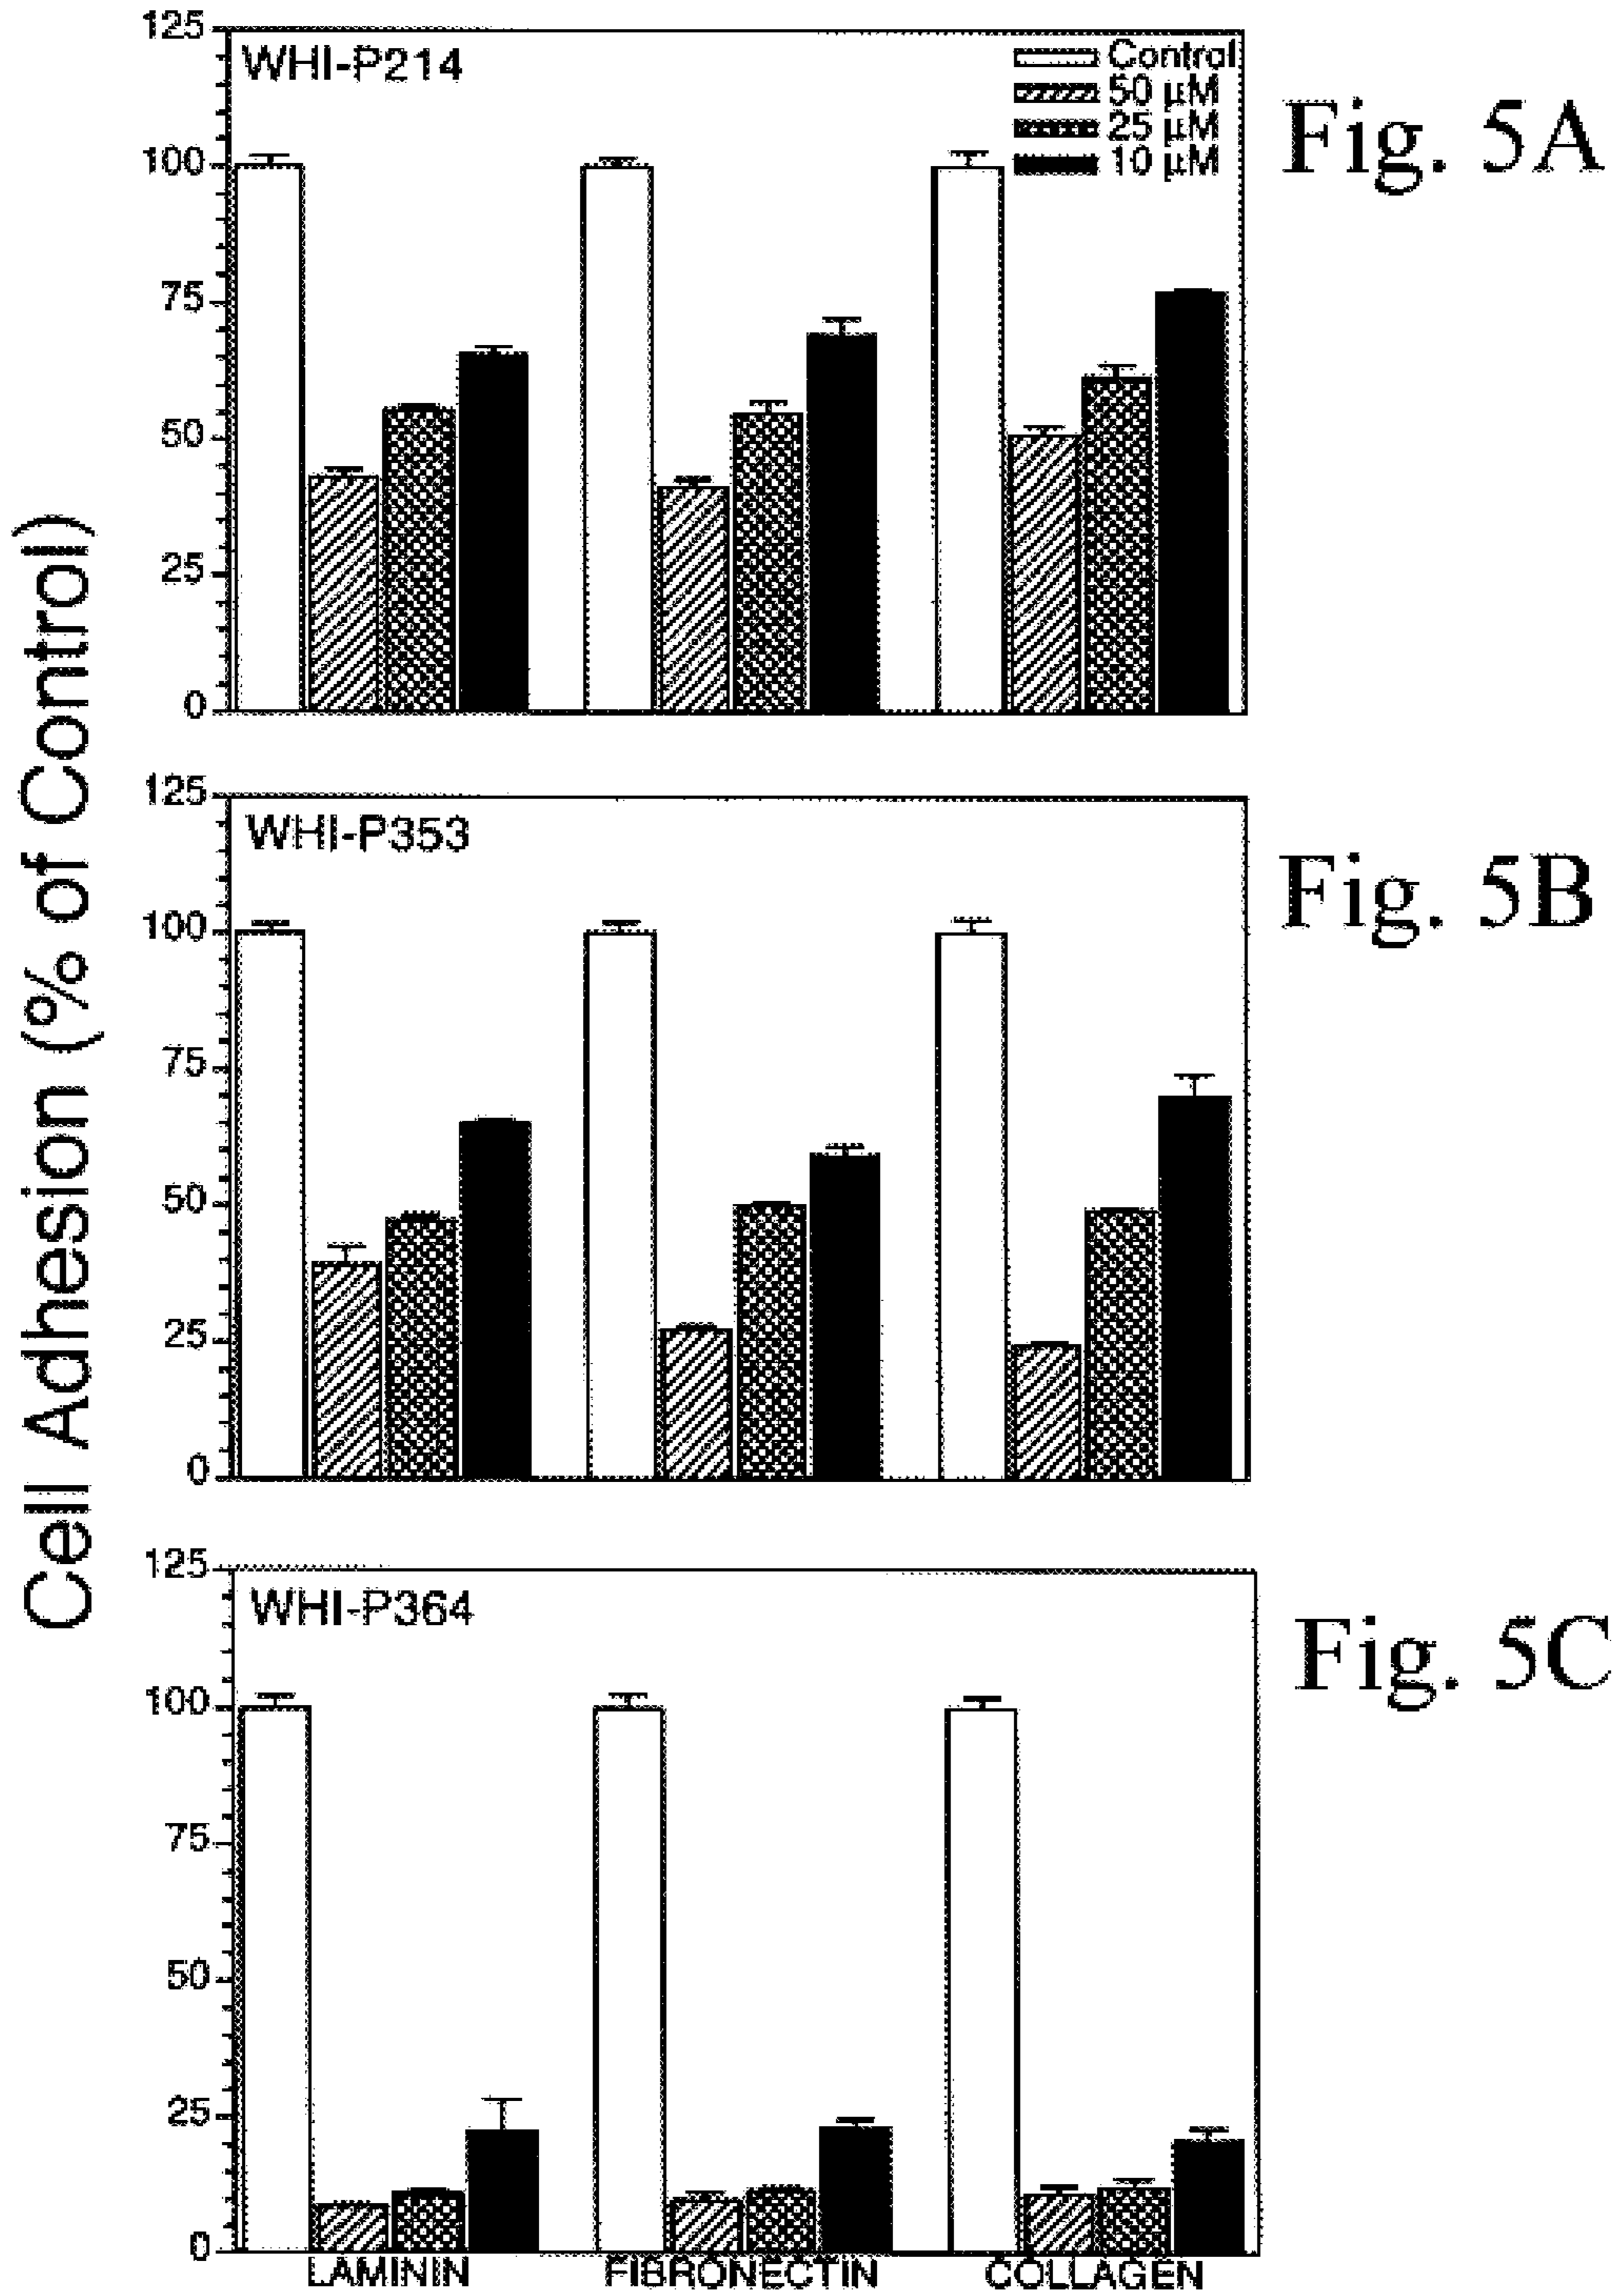 Cell Adhesion (% of Control)
125
100
75
50
25
0
WHI-P214
Control
50 μM
25 μM
10 μM
Fig. 5A
125
100
75
50
25
0
WHI-P353
Fig. 5B
125
100
75
50
25
0
WHI-P364
Fig. 5C
LAMININ FIBRONECTIN COLLAGEN